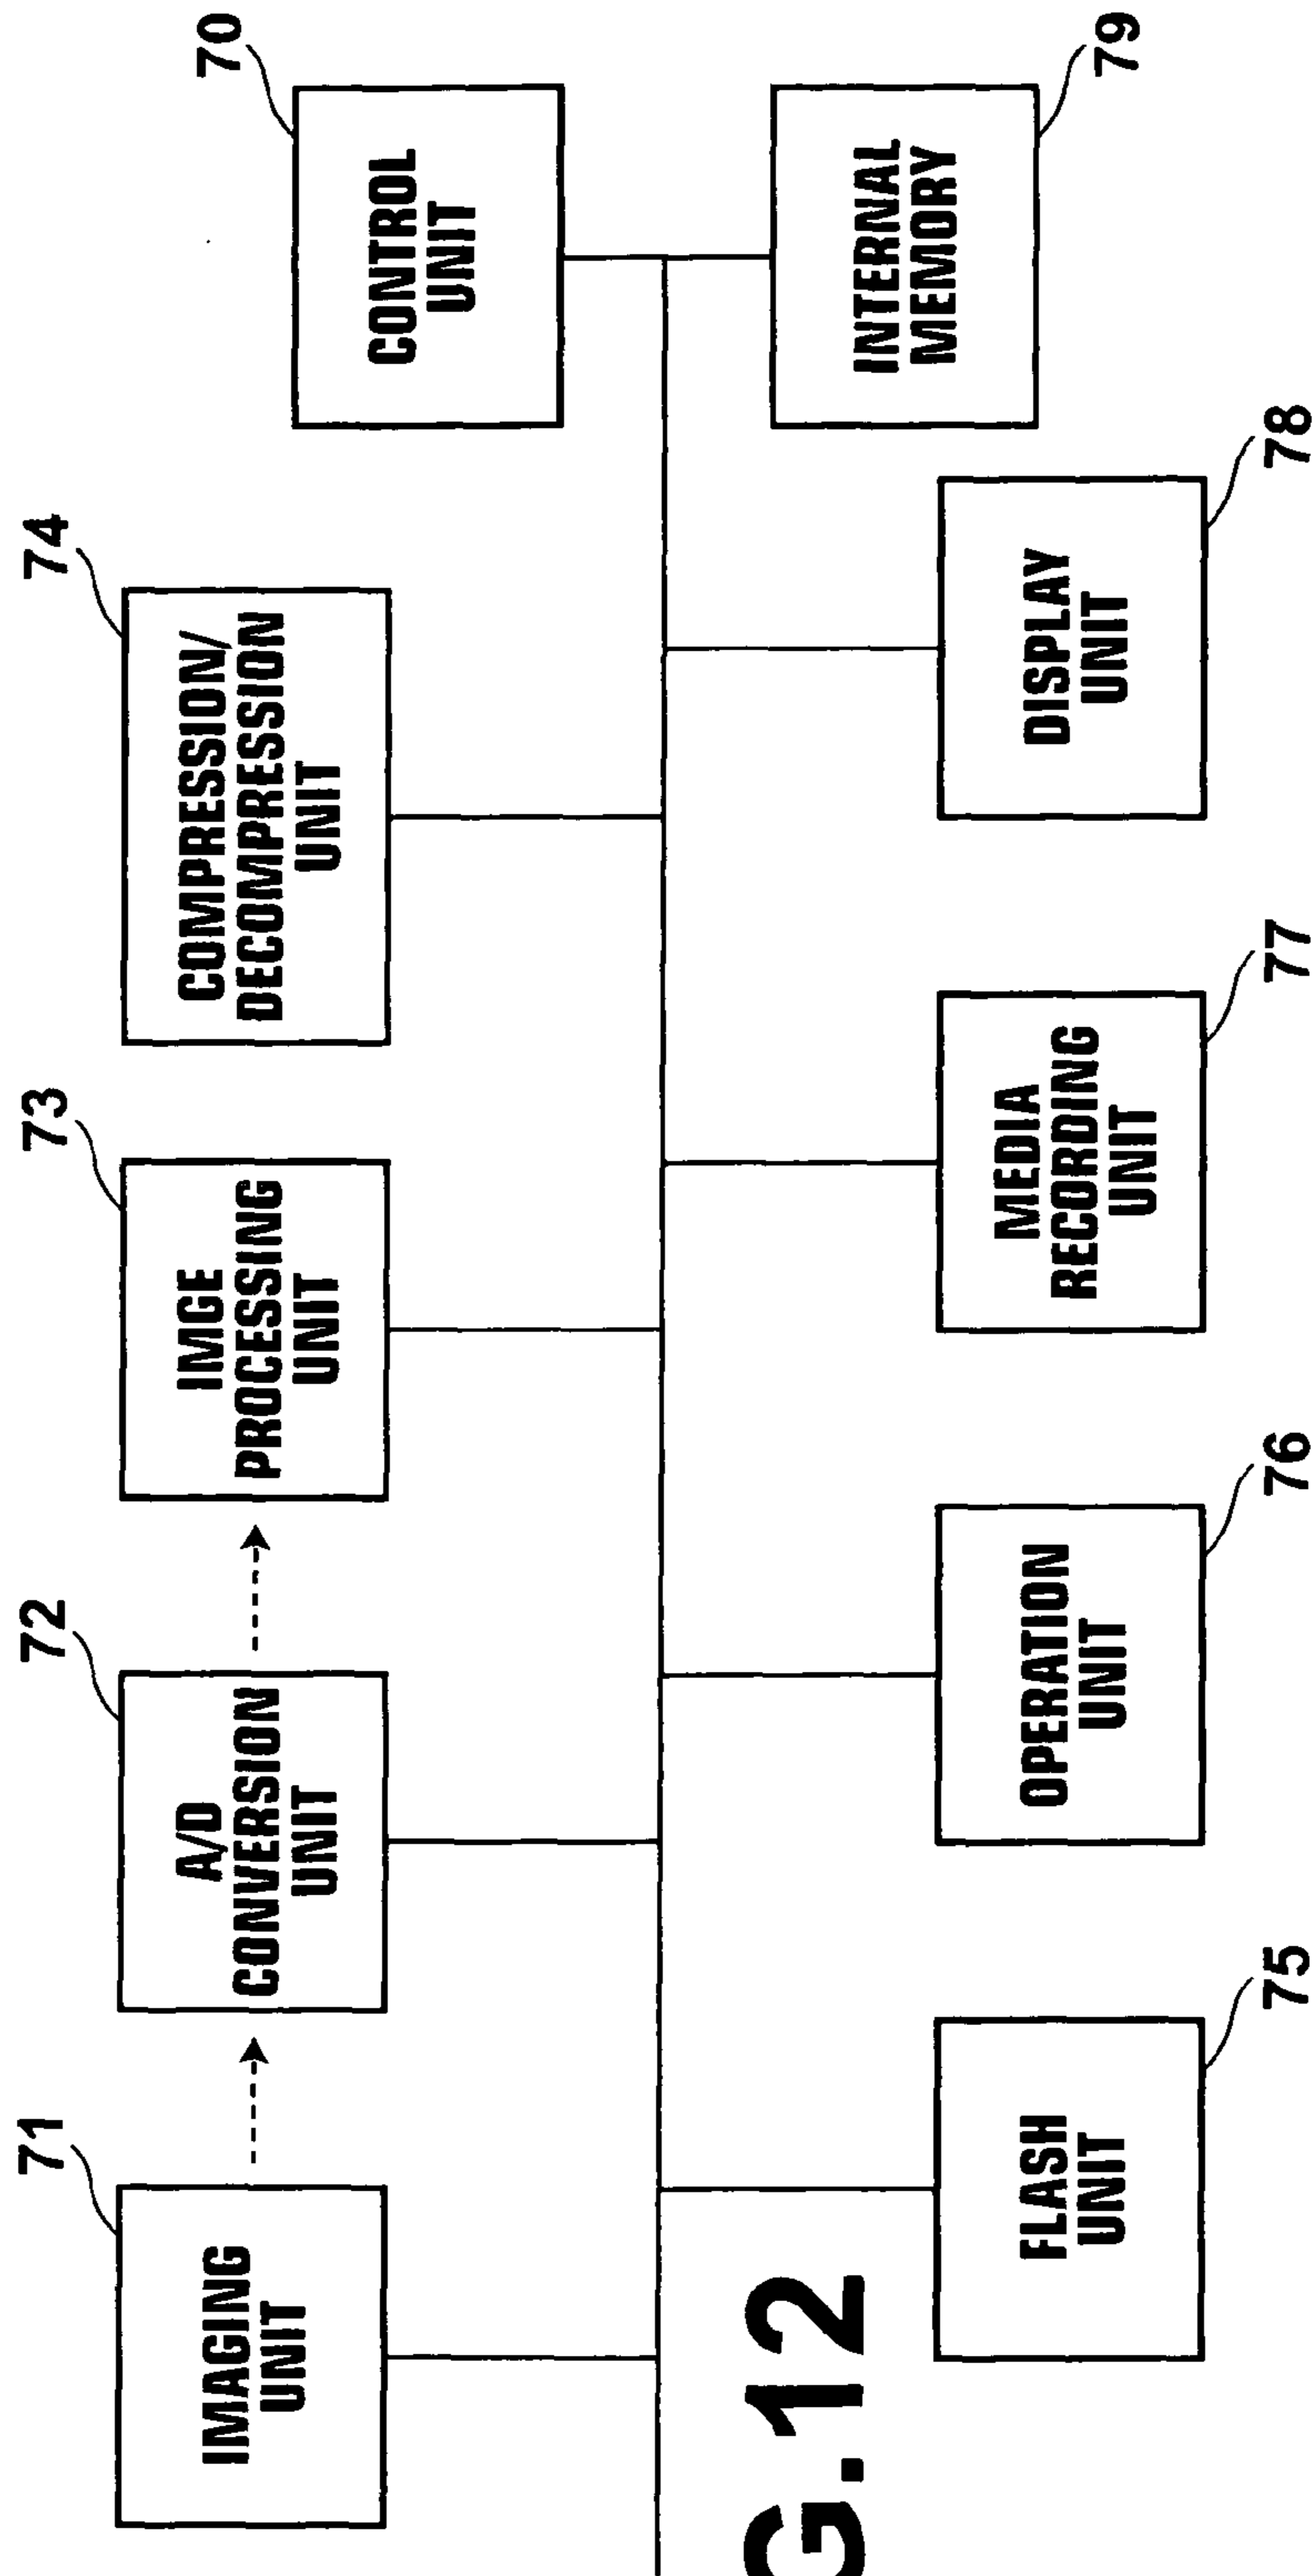 71
IMAGING
UNIT
72
A/D
CONVERSION
UNIT
73
IMGE
PROCESSING
UNIT
74
COMPRESSION/
DECOMPRESSION
UNIT
70
CONTROL
UNIT
75
FLASH
UNIT
76
OPERATION
UNIT
77
MEDIA
RECORDING
UNIT
78
DISPLAY
UNIT
79
INTERNAL
MEMORY
G.12